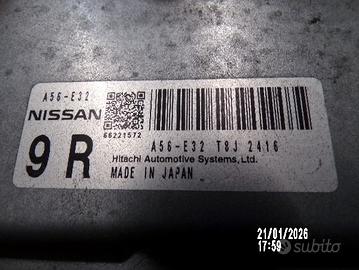 A56-E32
NISSAN
66221572
9 R
A56-E32 T8J 2416
Hitachi Automotive Systems,Ltd.
MADE IN JAPAN
21/01/2026
17:59
subito